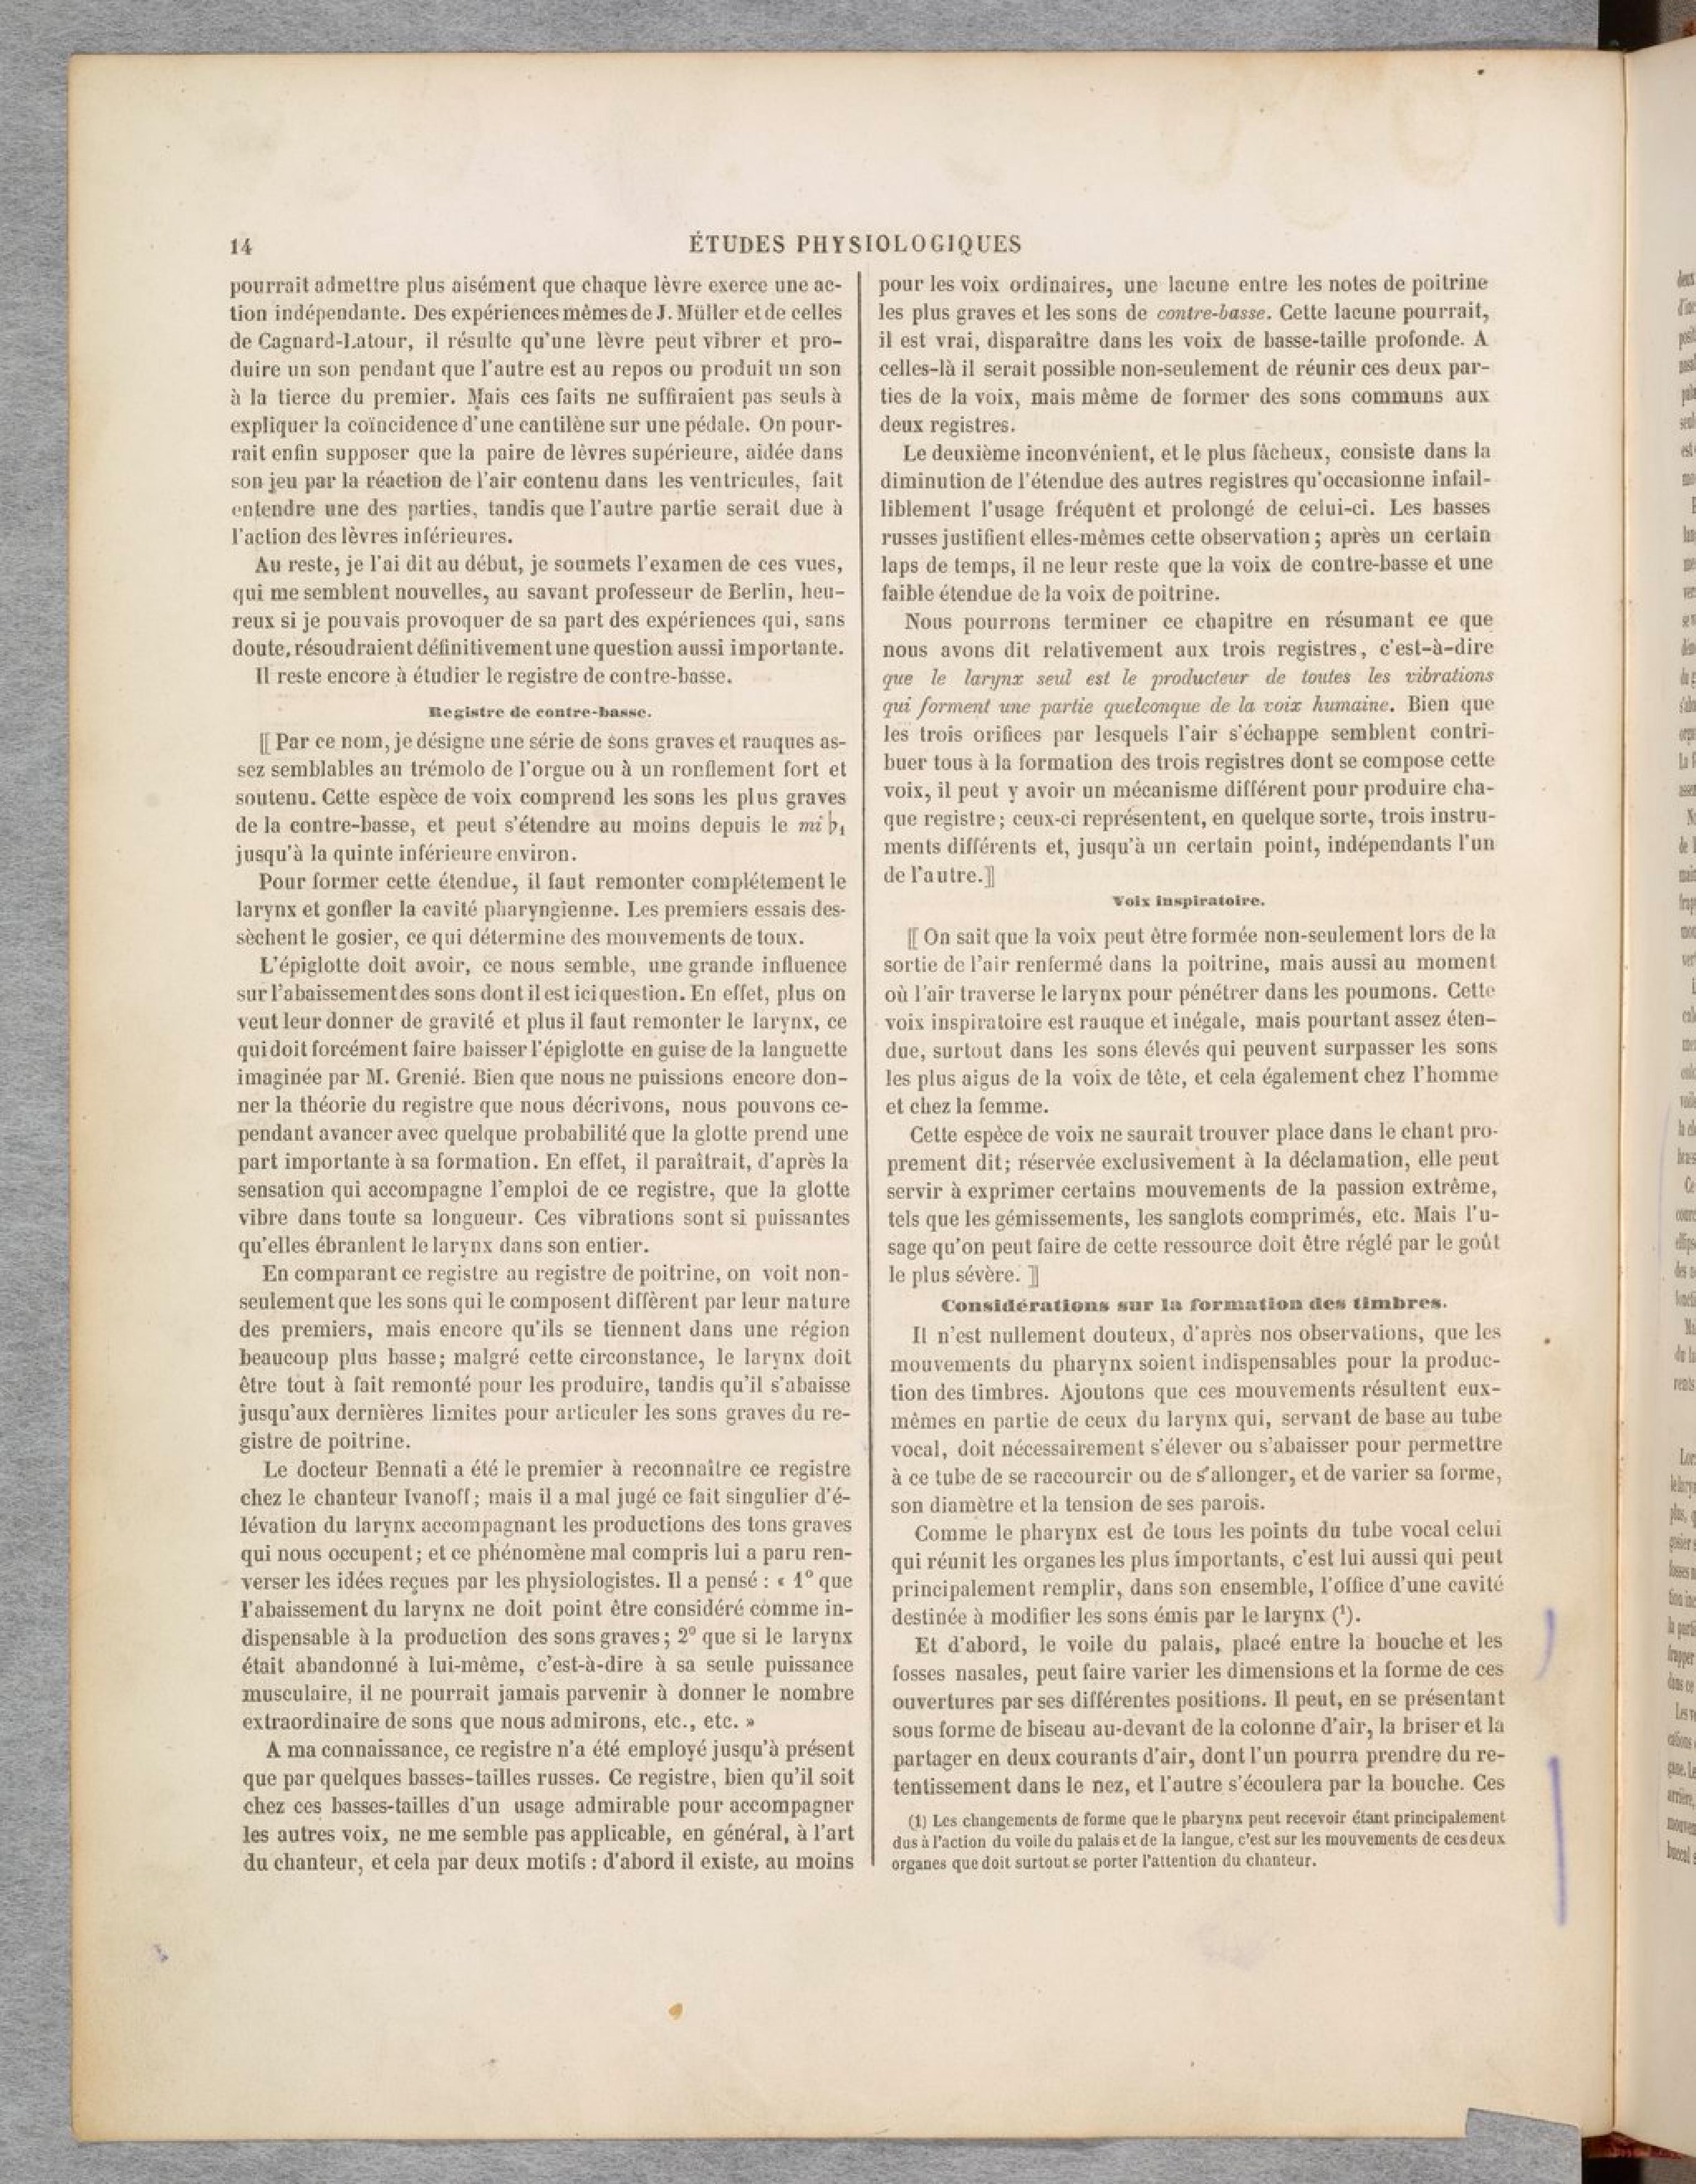 14
ÉTUDES PHYSIOLOGIQUES
pourrait admettre plus aisément que chaque lèvre exerce une ac-
tion indépendante. Des expériences mêmes de J. Müller et de celles
de Cagnard-Latour, il résulte qu'une lèvre peut vibrer et pro-
duire un son pendant que l'autre est au repos ou produit un son
à la tierce du premier. Mais ces faits ne suffiraient pas seuls à
expliquer la coïncidence d'une cantilène sur une pédale. On pour-
rait enfin supposer que la paire de lèvres supérieure, aidée dans
son jeu par la réaction de l'air contenu dans les ventricules, fait
entendre une des parties, tandis que l'autre partie serait due à
l'action des lèvres inférieures.
Au reste, je l'ai dit au début, je soumets l'examen de ces vues,
qui me semblent nouvelles, au savant professeur de Berlin, heu-
reux si je pouvais provoquer de sa part des expériences qui, sans
doute, résoudraient définitivement une question aussi importante.
Il reste encore à étudier le registre de contre-basse.
Registre de contre-basse.
[[ Par ce nom, je désigne une série de sons graves et rauques as-
sez semblables au trémolo de l'orgue ou à un ronflement fort et
soutenu. Cette espèce de voix comprend les sons les plus graves
de la contre-basse, et peut s'étendre au moins depuis le mi ♭₁
jusqu'à la quinte inférieure environ.
Pour former cette étendue, il faut remonter complétement le
larynx et gonfler la cavité pharyngienne. Les premiers essais des-
sèchent le gosier, ce qui détermine des mouvements de toux.
L'épiglotte doit avoir, ce nous semble, une grande influence
sur l'abaissement des sons dont il est ici question. En effet, plus on
veut leur donner de gravité et plus il faut remonter le larynx, ce
qui doit forcément faire baisser l'épiglotte en guise de la languette
imaginée par M. Grenié. Bien que nous ne puissions encore don-
ner la théorie du registre que nous décrivons, nous pouvons ce-
pendant avancer avec quelque probabilité que la glotte prend une
part importante à sa formation. En effet, il paraîtrait, d'après la
sensation qui accompagne l'emploi de ce registre, que la glotte
vibre dans toute sa longueur. Ces vibrations sont si puissantes
qu'elles ébranlent le larynx dans son entier.
En comparant ce registre au registre de poitrine, on voit non-
seulement que les sons qui le composent diffèrent par leur nature
des premiers, mais encore qu'ils se tiennent dans une région
beaucoup plus basse; malgré cette circonstance, le larynx doit
être tout à fait remonté pour les produire, tandis qu'il s'abaisse
jusqu'aux dernières limites pour articuler les sons graves du re-
gistre de poitrine.
Le docteur Bennati a été le premier à reconnaître ce registre
chez le chanteur Ivanoff; mais il a mal jugé ce fait singulier d'é-
lévation du larynx accompagnant les productions des tons graves
qui nous occupent; et ce phénomène mal compris lui a paru ren-
verser les idées reçues par les physiologistes. Il a pensé : « 1° que
l'abaissement du larynx ne doit point être considéré comme in-
dispensable à la production des sons graves; 2° que si le larynx
était abandonné à lui-même, c'est-à-dire à sa seule puissance
musculaire, il ne pourrait jamais parvenir à donner le nombre
extraordinaire de sons que nous admirons, etc., etc. »
A ma connaissance, ce registre n'a été employé jusqu'à présent
que par quelques basses-tailles russes. Ce registre, bien qu'il soit
chez ces basses-tailles d'un usage admirable pour accompagner
les autres voix, ne me semble pas applicable, en général, à l'art
du chanteur, et cela par deux motifs : d'abord il existe, au moins
pour les voix ordinaires, une lacune entre les notes de poitrine
les plus graves et les sons de contre-basse. Cette lacune pourrait,
il est vrai, disparaître dans les voix de basse-taille profonde. A
celles-là il serait possible non-seulement de réunir ces deux par-
ties de la voix, mais même de former des sons communs aux
deux registres.
Le deuxième inconvénient, et le plus fâcheux, consiste dans la
diminution de l'étendue des autres registres qu'occasionne infail-
liblement l'usage fréquent et prolongé de celui-ci. Les basses
russes justifient elles-mêmes cette observation; après un certain
laps de temps, il ne leur reste que la voix de contre-basse et une
faible étendue de la voix de poitrine.
Nous pourrons terminer ce chapitre en résumant ce que
nous avons dit relativement aux trois registres, c'est-à-dire
que le larynx seul est le producteur de toutes les vibrations
qui forment une partie quelconque de la voix humaine. Bien que
les trois orifices par lesquels l'air s'échappe semblent contri-
buer tous à la formation des trois registres dont se compose cette
voix, il peut y avoir un mécanisme différent pour produire cha-
que registre; ceux-ci représentent, en quelque sorte, trois instru-
ments différents et, jusqu'à un certain point, indépendants l'un
de l'autre.]]
Voix inspiratoire.
[[ On sait que la voix peut être formée non-seulement lors de la
sortie de l'air renfermé dans la poitrine, mais aussi au moment
où l'air traverse le larynx pour pénétrer dans les poumons. Cette
voix inspiratoire est rauque et inégale, mais pourtant assez éten-
due, surtout dans les sons élevés qui peuvent surpasser les sons
les plus aigus de la voix de tête, et cela également chez l'homme
et chez la femme.
Cette espèce de voix ne saurait trouver place dans le chant pro-
prement dit; réservée exclusivement à la déclamation, elle peut
servir à exprimer certains mouvements de la passion extrême,
tels que les gémissements, les sanglots comprimés, etc. Mais l'u-
sage qu'on peut faire de cette ressource doit être réglé par le goût
le plus sévère. ]]
Considérations sur la formation des timbres.
Il n'est nullement douteux, d'après nos observations, que les
mouvements du pharynx soient indispensables pour la produc-
tion des timbres. Ajoutons que ces mouvements résultent eux-
mêmes en partie de ceux du larynx qui, servant de base au tube
vocal, doit nécessairement s'élever ou s'abaisser pour permettre
à ce tube de se raccourcir ou de s'allonger, et de varier sa forme,
son diamètre et la tension de ses parois.
Comme le pharynx est de tous les points du tube vocal celui
qui réunit les organes les plus importants, c'est lui aussi qui peut
principalement remplir, dans son ensemble, l'office d'une cavité
destinée à modifier les sons émis par le larynx (¹).
Et d'abord, le voile du palais, placé entre la bouche et les
fosses nasales, peut faire varier les dimensions et la forme de ces
ouvertures par ses différentes positions. Il peut, en se présentant
sous forme de biseau au-devant de la colonne d'air, la briser et la
partager en deux courants d'air, dont l'un pourra prendre du re-
tentissement dans le nez, et l'autre s'écoulera par la bouche. Ces
(1) Les changements de forme que le pharynx peut recevoir étant principalement
dus à l'action du voile du palais et de la langue, c'est sur les mouvements de ces deux
organes que doit surtout se porter l'attention du chanteur.